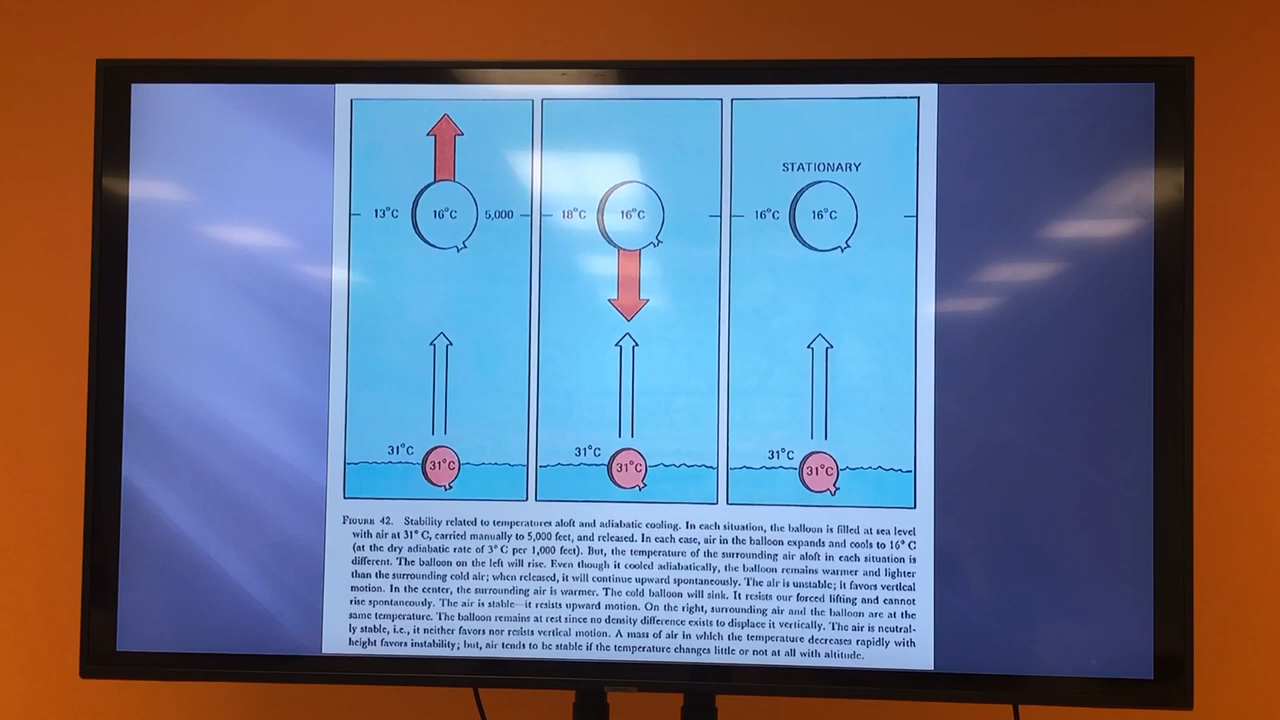 STATIONARY
13°C 16°C 5,000 18°C 16°C 16°C 16°C
31°C 31°C 31°C
31°C 31°C 31°C
FIGURE 42. Stability related to temperatures aloft and adiabatic cooling. In each situation, the balloon is filled at sea level
with air at 31° C, carried manually to 5,000 feet, and released. In each case, air in the balloon expands and cools to 16° C
(at the dry adiabatic rate of 3° C per 1,000 feet). But, the temperature of the surrounding air aloft in each situation is
different. The balloon on the left will rise. Even though it cooled adiabatically, the balloon remains warmer and lighter
than the surrounding cold air; when released, it will continue upward spontaneously. The air is unstable; it favors vertical
motion. In the center, the surrounding air is warmer. The cold balloon will sink. It resists our forced lifting and cannot
rise spontaneously. The air is stable—it resists upward motion. On the right, surrounding air and the balloon are at the
same temperature. The balloon remains at rest since no density difference exists to displace it vertically. The air is neutral-
ly stable, i.e., it neither favors nor resists vertical motion. A mass of air in which the temperature decreases rapidly with
height favors instability; but, air tends to be stable if the temperature changes little or not at all with altitude.